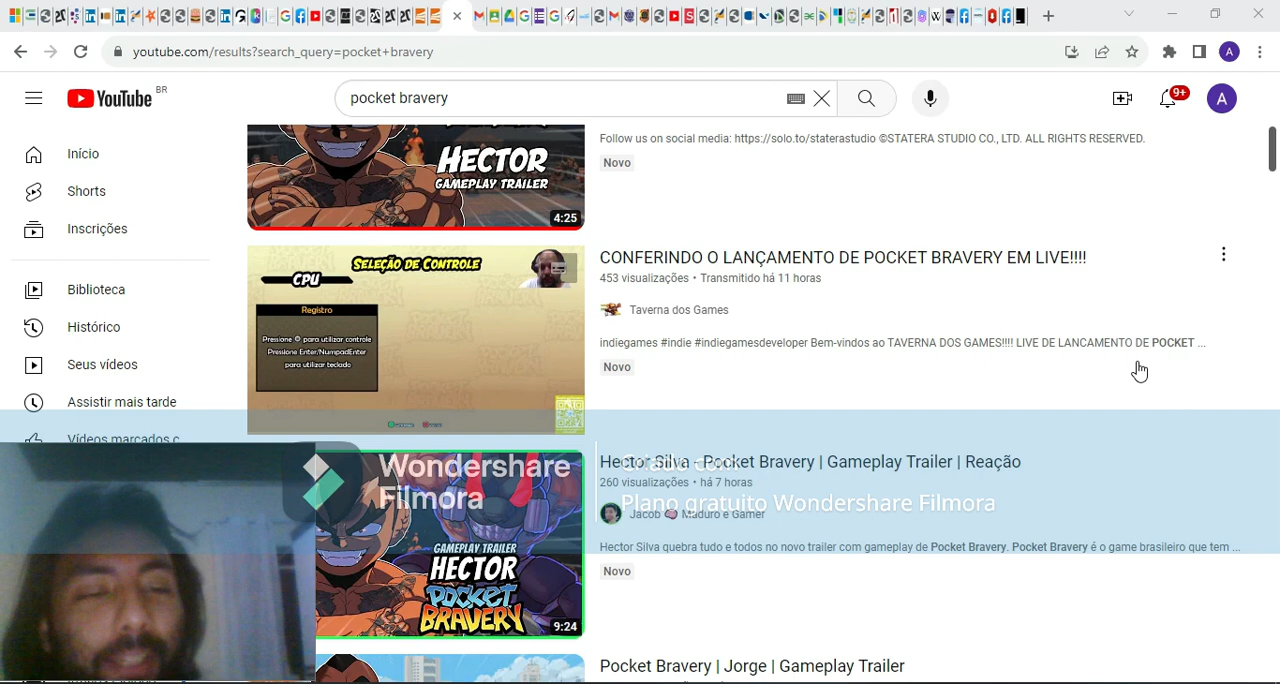 youtube.com/results?search_query=pocket+bravery
A
YouTube BR
pocket bravery
9+
A
Início
Shorts
Inscrições
Biblioteca
Histórico
Seus vídeos
Assistir mais tarde
Vídeos marcados c
HECTOR
GAMEPLAY TRAILER
4:25
Follow us on social media: https://solo.to/staterastudio ©STATERA STUDIO CO., LTD. ALL RIGHTS RESERVED.
Novo
SELEÇÃO DE CONTROLE
CPU
Registro
Pressione para utilizar controle
Pressione Enter/NumpadEnter
para utilizar teclado
CONFERINDO O LANÇAMENTO DE POCKET BRAVERY EM LIVE!!!!
453 visualizações • Transmitido há 11 horas
Taverna dos Games
indiegames #indie #indiegamesdeveloper Bem-vindos ao TAVERNA DOS GAMES!!!! LIVE DE LANCAMENTO DE POCKET ...
Novo
Wondershare
Filmora
Plano gratuito Wondershare Filmora
GAMEPLAY TRAILER
HECTOR
POCKET
BRAVERY
9:24
Hector Silva - Pocket Bravery | Gameplay Trailer | Reação
260 visualizações • há 7 horas
Jacob Maduro e Gamer
Hector Silva quebra tudo e todos no novo trailer com gameplay de Pocket Bravery. Pocket Bravery é o game brasileiro que tem ...
Novo
Pocket Bravery | Jorge | Gameplay Trailer